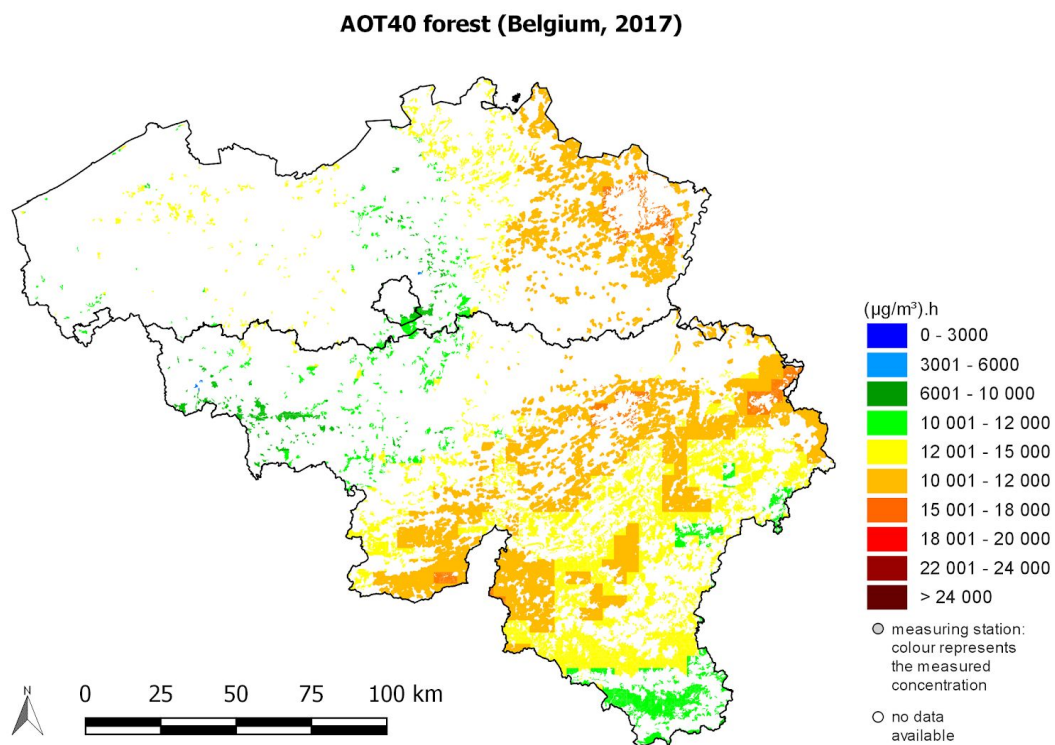 AOT40 forest (Belgium, 2017)
(µg/m³).h
0 - 3000
3001 - 6000
6001 - 10 000
10 001 - 12 000
12 001 - 15 000
10 001 - 12 000
15 001 - 18 000
18 001 - 20 000
22 001 - 24 000
> 24 000
measuring station:
colour represents
the measured
concentration
no data
available
N
0 25 50 75 100 km